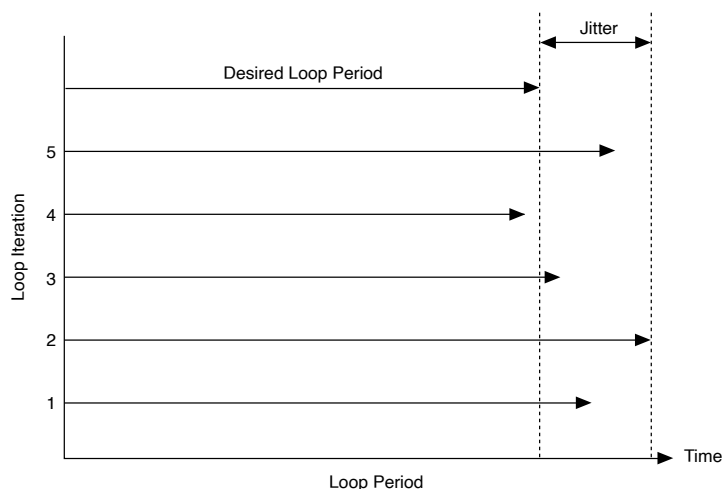 Jitter
Desired Loop Period
5
4
3
2
1
Loop Iteration
Time
Loop Period